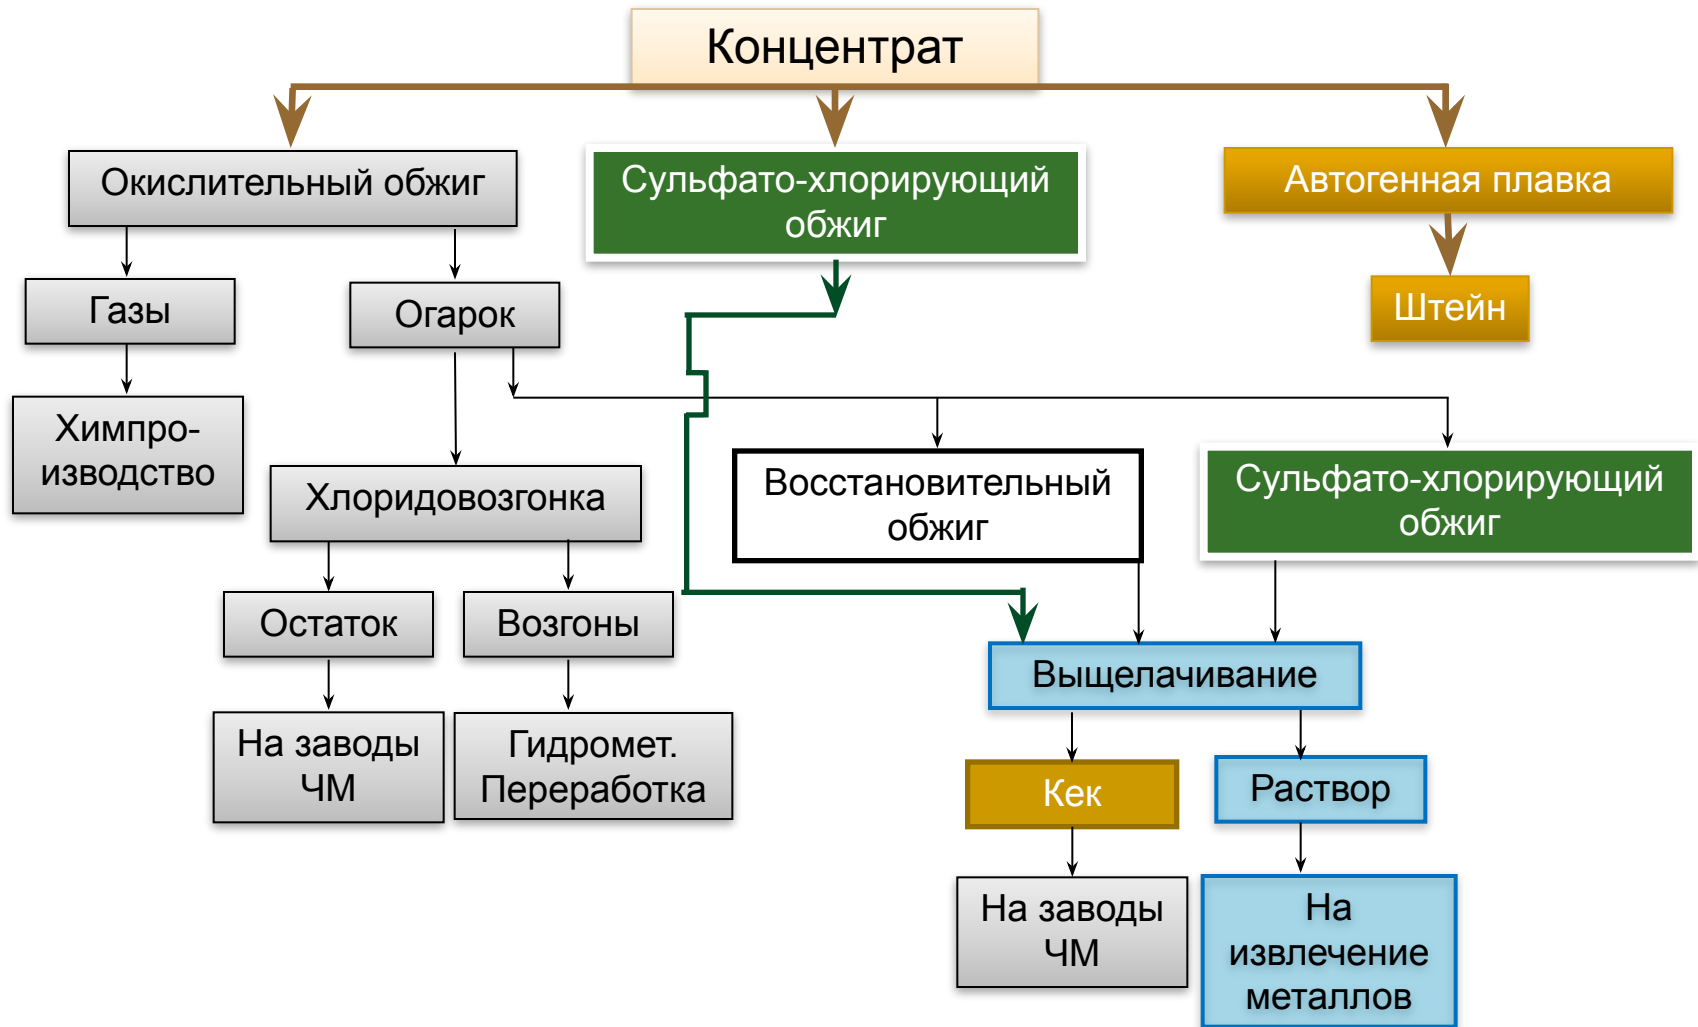 Концентрат
Окислительный обжиг
Сульфато-хлорирующий
обжиг
Автогенная плавка
Газы
Огарок
Штейн
Химпро-
изводство
Хлоридовозгонка
Восстановительный
обжиг
Сульфато-хлорирующий
обжиг
Остаток
Возгоны
Выщелачивание
На заводы
ЧМ
Гидромет.
Переработка
Кек
Раствор
На заводы
ЧМ
На
извлечение
металлов